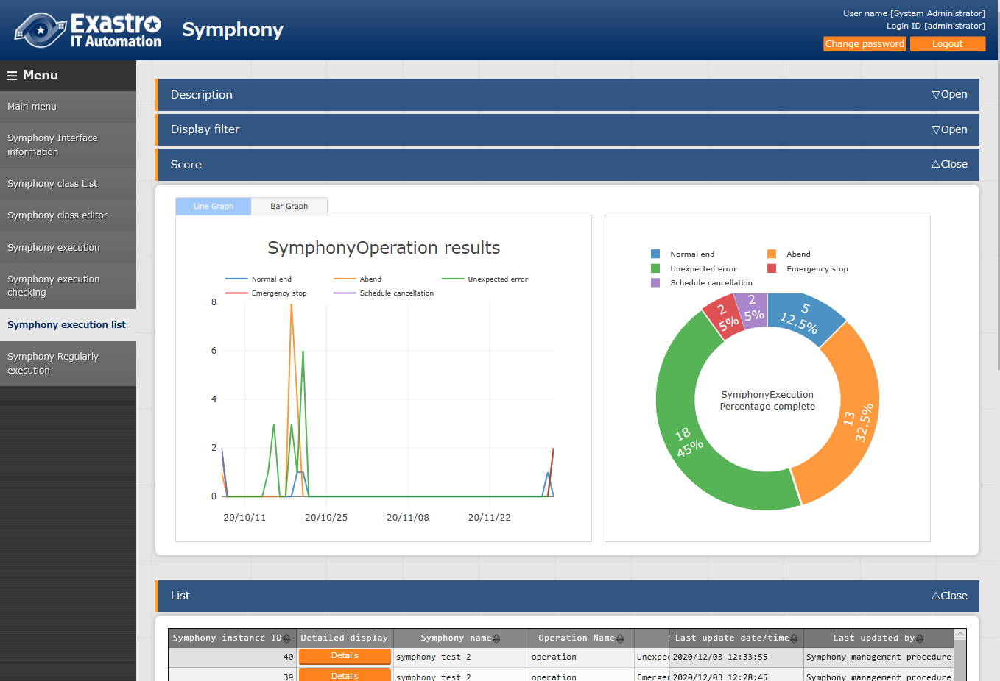 Exastro
IT Automation
Symphony
User name [System Administrator]
Login ID [administrator]
Change password
Logout
Menu
Main menu
Symphony Interface
information
Symphony class List
Symphony class editor
Symphony execution
Symphony execution
checking
Symphony execution list
Symphony Regularly
execution
Description
▽Open
Display filter
▽Open
Score
△Close
Line Graph
Bar Graph
SymphonyOperation results
Normal end
Abend
Unexpected error
Emergency stop
Schedule cancellation
8
6
4
2
0
20/10/11
20/10/25
20/11/08
20/11/22
Normal end
Abend
Unexpected error
Emergency stop
Schedule cancellation
2
5%
2
5%
5
12.5%
13
32.5%
18
45%
SymphonyExecution
Percentage complete
List
△Close
Symphony instance ID Detailed display Symphony name Operation Name Last update date/time Last updated by
40 Details symphony test 2 operation Unexpec 2020/12/03 12:33:55 Symphony management procedure
39 Details symphony test 2 operation Emerger 2020/12/03 12:28:45 Symphony management procedure